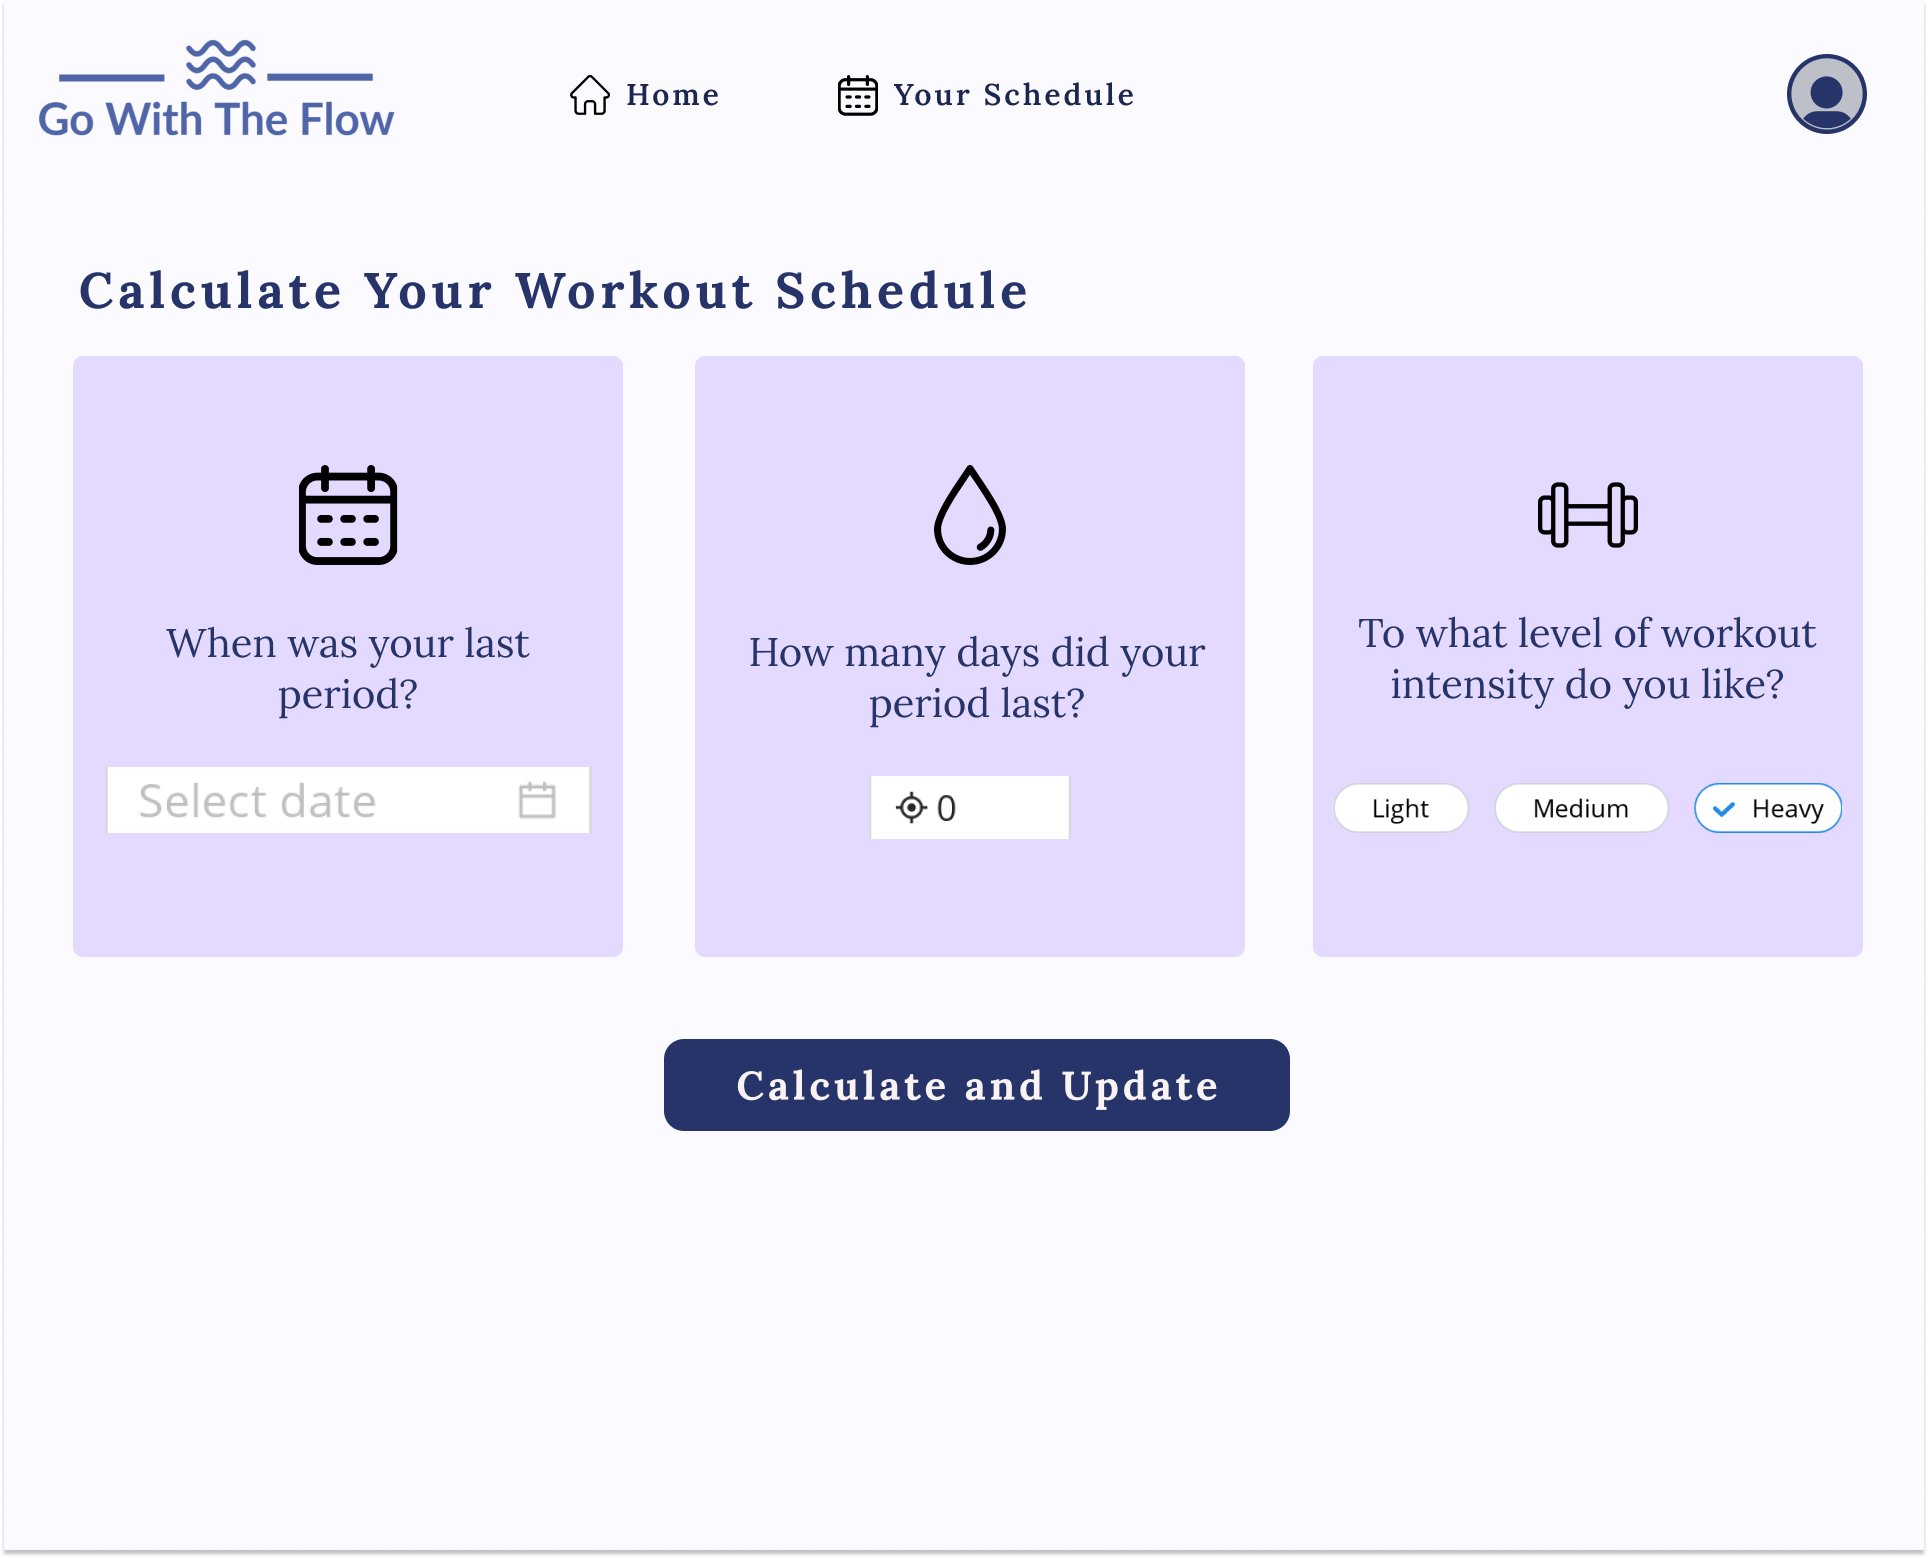 Go With The Flow
Home
Your Schedule
Calculate Your Workout Schedule
When was your last
period?
Select date
How many days did your
period last?
0
To what level of workout
intensity do you like?
Light
Medium
Heavy
Calculate and Update